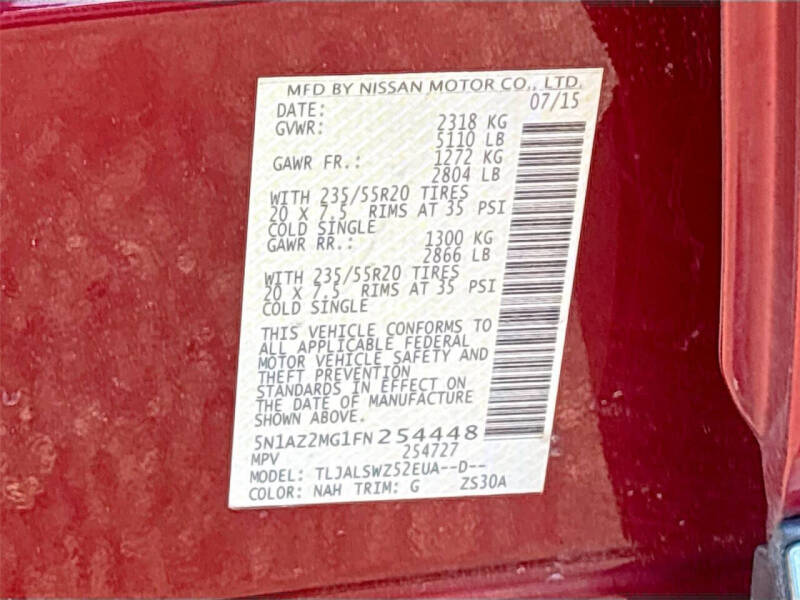 MFD BY NISSAN MOTOR CO., LTD.
DATE: 07/15
GVWR: 2318 KG
5110 LB
GAWR FR.: 1272 KG
2804 LB
WITH 235/55R20 TIRES
20 X 7.5 RIMS AT 35 PSI
COLD SINGLE
GAWR RR.: 1300 KG
2866 LB
WITH 235/55R20 TIRES
20 X 7.5 RIMS AT 35 PSI
COLD SINGLE
THIS VEHICLE CONFORMS TO
ALL APPLICABLE FEDERAL
MOTOR VEHICLE SAFETY AND
THEFT PREVENTION
STANDARDS IN EFFECT ON
THE DATE OF MANUFACTURE
SHOWN ABOVE.
5N1AZ2MG1FN254448
MPV 254727
MODEL: TLJALSWZ52EUA--D--
COLOR: NAH TRIM: G ZS30A